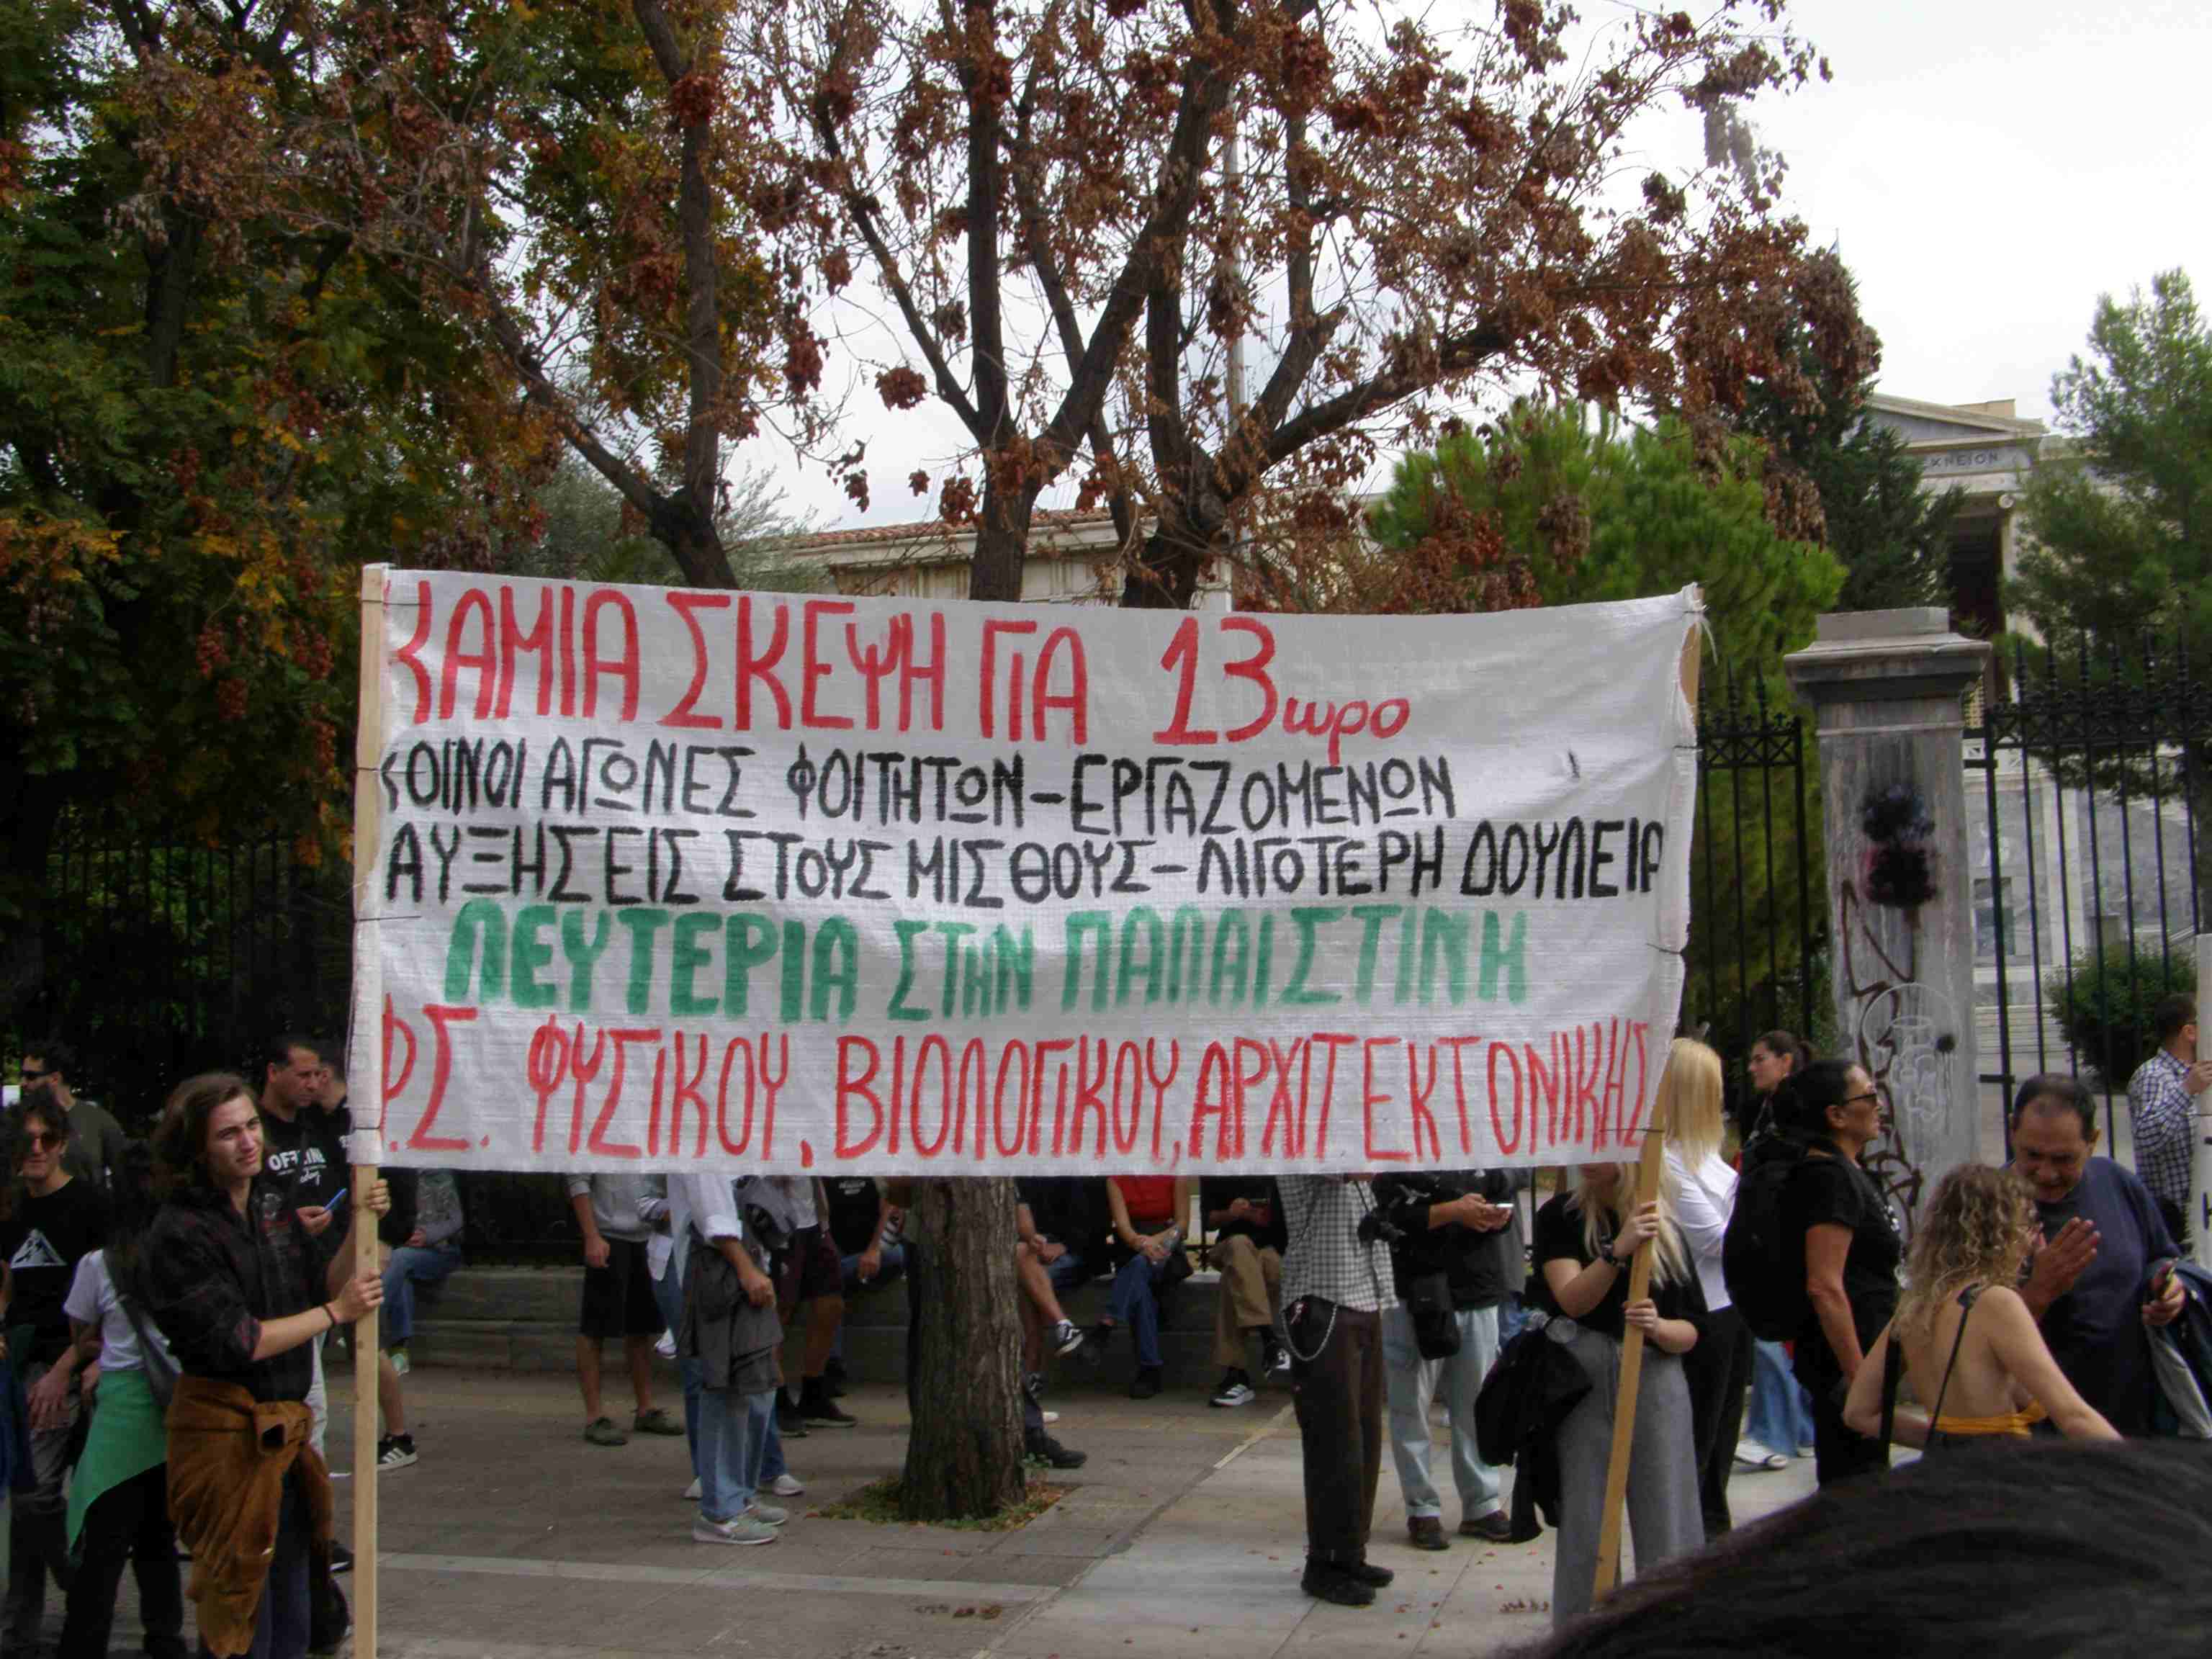 ΚΑΜΙΑ ΣΚΕΨΗ ΓΙΑ 13ωρο
ΚΟΙΝΟΙ ΑΓΩΝΕΣ ΦΟΙΤΗΤΩΝ-ΕΡΓΑΖΟΜΕΝΩΝ
ΑΥΞΗΣΕΙΣ ΣΤΟΥΣ ΜΙΣΘΟΥΣ-ΛΙΓΟΤΕΡΗ ΔΟΥΛΕΙΑ
ΛΕΥΤΕΡΙΑ ΣΤΗΝ ΠΑΛΑΙΣΤΙΝΗ
Φ.Σ. ΦΥΣΙΚΟΥ, ΒΙΟΛΟΓΙΚΟΥ, ΑΡΧΙΤΕΚΤΟΝΙΚΗΣ